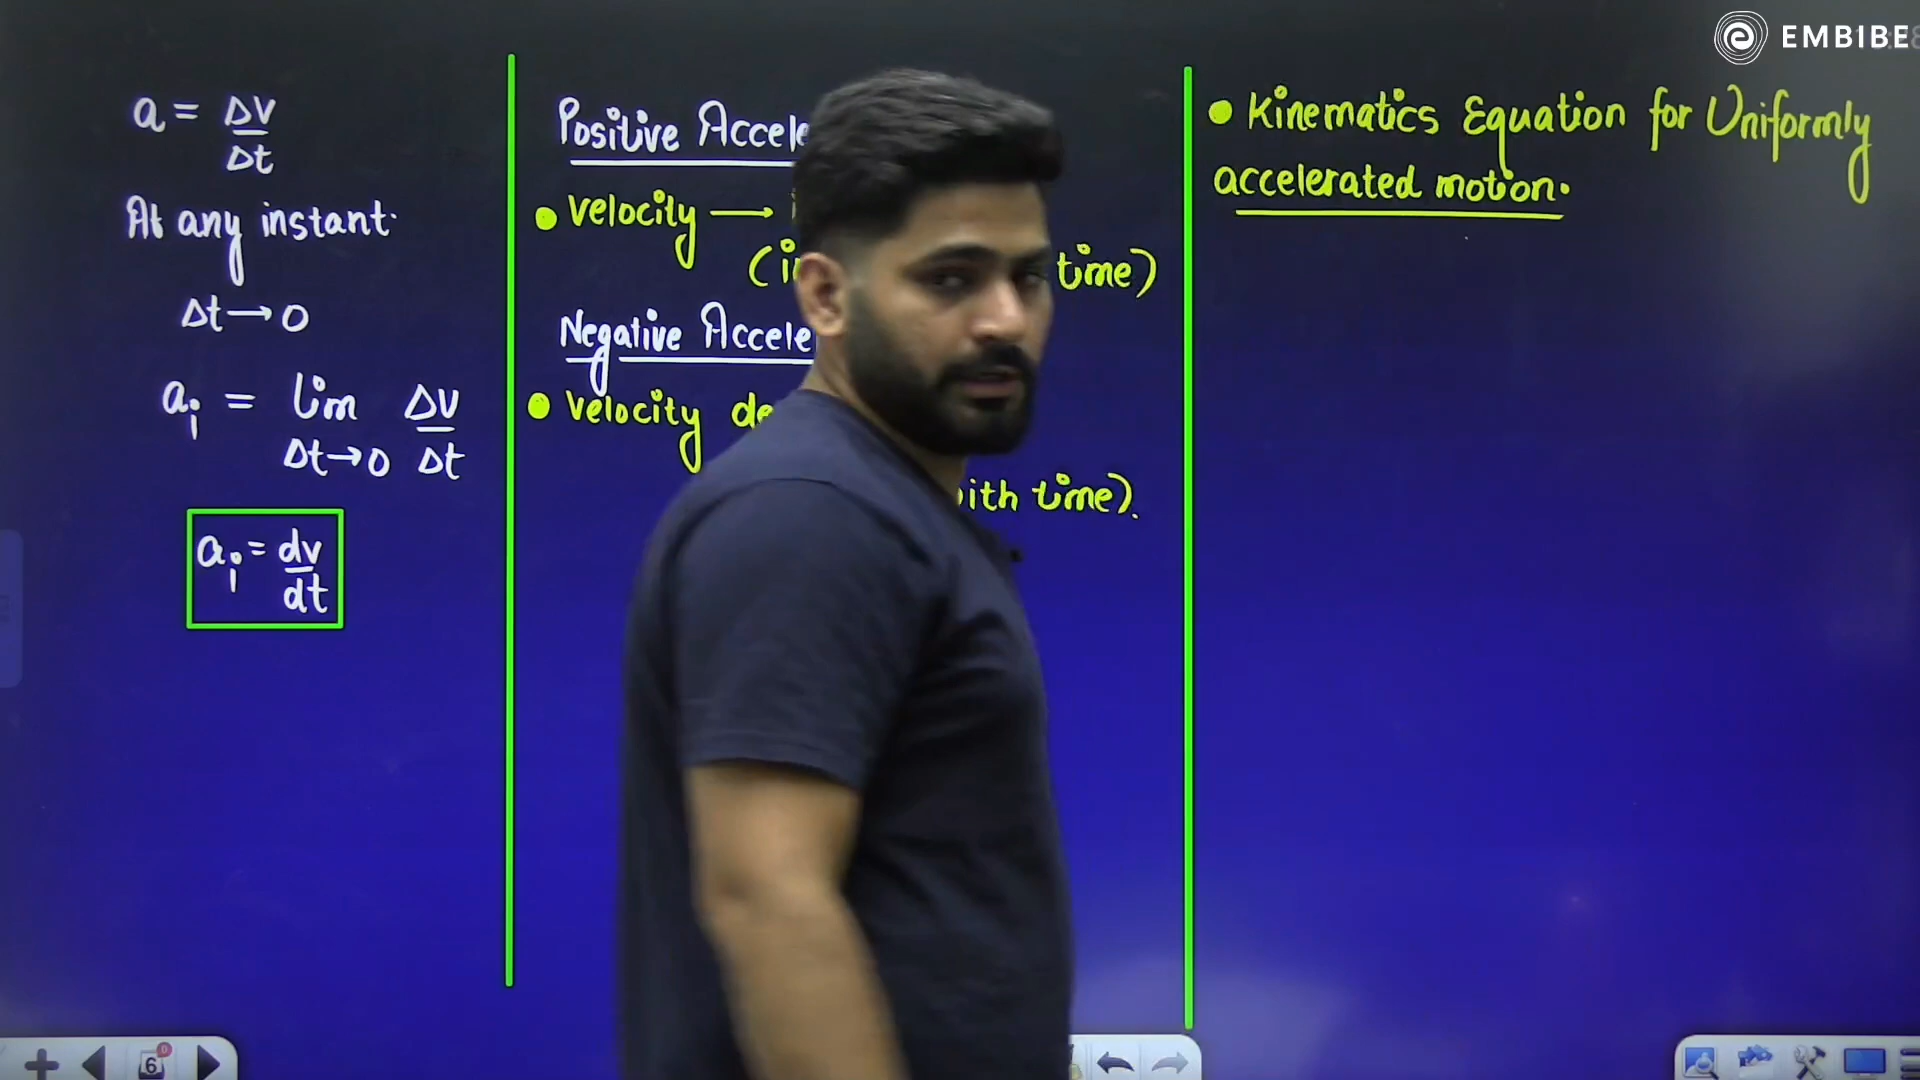 EMBIBE
a = Δv
Δt
At any instant.
Δt → 0
ai = lim Δv
Δt→0 Δt
ai = dv
dt
Positive Accele
• Velocity →
(i time)
Negative Accele
• Velocity de
with time).
• Kinematics Equation for Uniformly
accelerated motion.
6